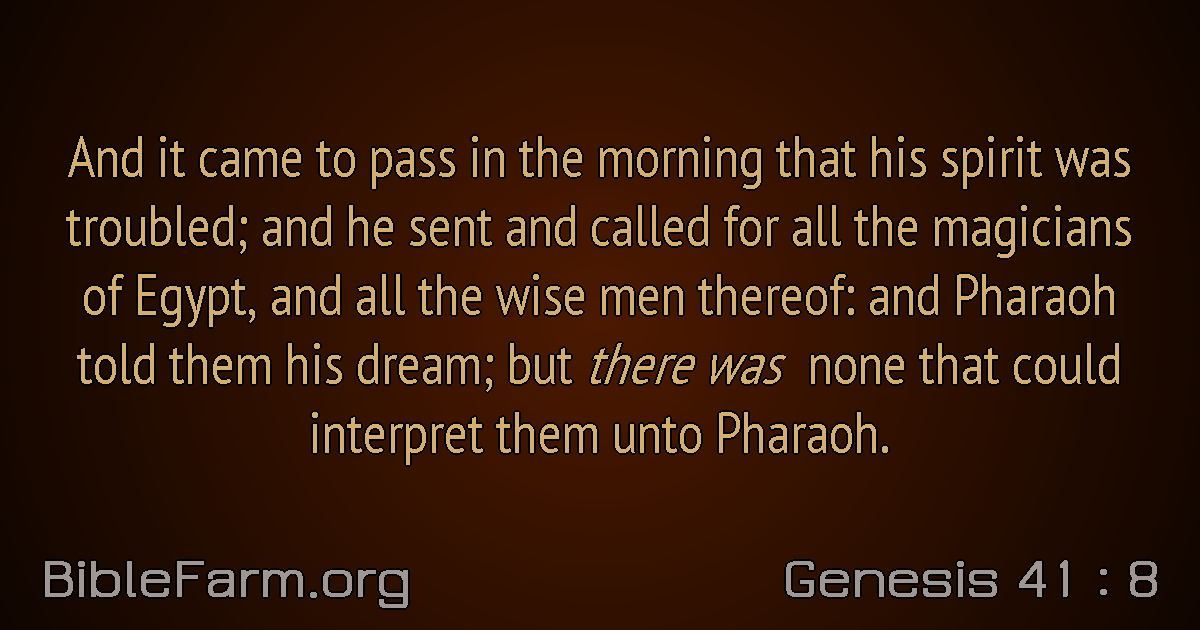 And it came to pass in the morning that his spirit was
troubled; and he sent and called for all the magicians
of Egypt, and all the wise men thereof: and Pharaoh
told them his dream; but there was none that could
interpret them unto Pharaoh.
BibleFarm.org
Genesis 41 : 8